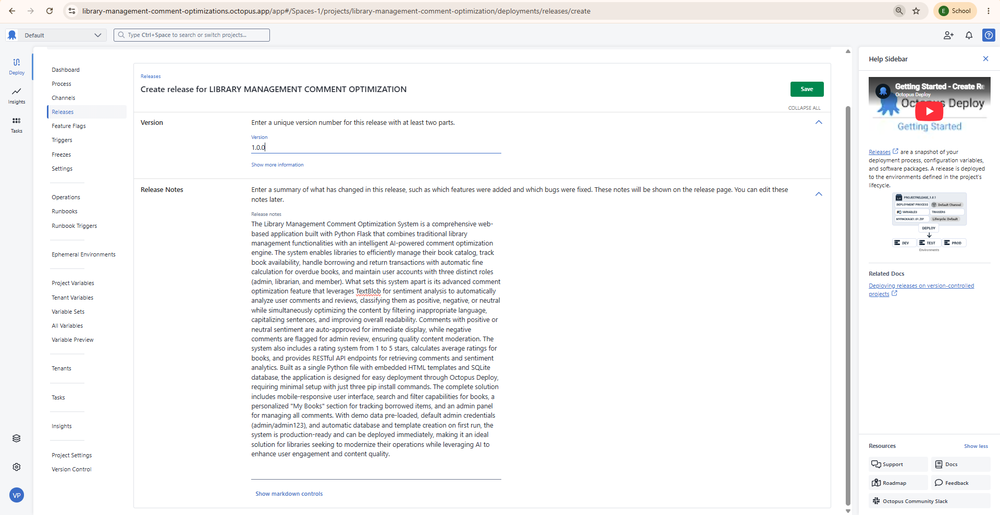 library-management-comment-optimizations.octopus.app/app#/Spaces-1/projects/library-management-comment-optimization/deployments/releases/create
E School
Default
Type Ctrl+Space to search or switch projects...
Deploy
Insights
Tasks
VP
Dashboard
Process
Channels
Releases
Feature Flags
Triggers
Freezes
Settings
Operations
Runbooks
Runbook Triggers
Ephemeral Environments
Project Variables
Tenant Variables
Variable Sets
All Variables
Variable Preview
Tenants
Tasks
Insights
Project Settings
Version Control
Releases
Create release for LIBRARY MANAGEMENT COMMENT OPTIMIZATION
Save
COLLAPSE ALL
Version
Enter a unique version number for this release with at least two parts.
Version
1.0.0
Show more information
Release Notes
Enter a summary of what has changed in this release, such as which features were added and which bugs were fixed. These notes will be shown on the release page. You can edit these
notes later.
Release notes
The Library Management Comment Optimization System is a comprehensive web-
based application built with Python Flask that combines traditional library
management functionalities with an intelligent AI-powered comment optimization
engine. The system enables libraries to efficiently manage their book catalog, track
book availability, handle borrowing and return transactions with automatic fine
calculation for overdue books, and maintain user accounts with three distinct roles
(admin, librarian, and member). What sets this system apart is its advanced comment
optimization feature that leverages TextBlob for sentiment analysis to automatically
analyze user comments and reviews, classifying them as positive, negative, or neutral
while simultaneously optimizing the content by filtering inappropriate language,
capitalizing sentences, and improving overall readability. Comments with positive or
neutral sentiment are auto-approved for immediate display, while negative
comments are flagged for admin review, ensuring quality content moderation. The
system also includes a rating system from 1 to 5 stars, calculates average ratings for
books, and provides RESTful API endpoints for retrieving comments and sentiment
analytics. Built as a single Python file with embedded HTML templates and SQLite
database, the application is designed for easy deployment through Octopus Deploy,
requiring minimal setup with just three pip install commands. The complete solution
includes mobile-responsive user interface, search and filter capabilities for books, a
personalized "My Books" section for tracking borrowed items, and an admin panel
for managing all comments. With demo data pre-loaded, default admin credentials
(admin/admin123), and automatic database and template creation on first run, the
system is production-ready and can be deployed immediately, making it an ideal
solution for libraries seeking to modernize their operations while leveraging AI to
enhance user engagement and content quality.
Show markdown controls
Help Sidebar
Getting Started - Create Re
Octopus Deploy
Octopus Deploy
Getting Started
Releases are a snapshot of your
deployment process, configuration variables,
and software packages. A release is deployed
to the environments defined in the project's
lifecycle.
PROJECTRELEASE_1.0.1
DEPLOYMENT PROCESS Default Channel
VARIABLES TRIGGERS
MYPACKAGE1.01.ZIP Lifecycle: Default
DEPLOY
DEV TEST PROD
Environments
Related Docs
Deploying releases on version-controlled
projects
Resources
Show less
Support
Docs
Roadmap
Feedback
Octopus Community Slack